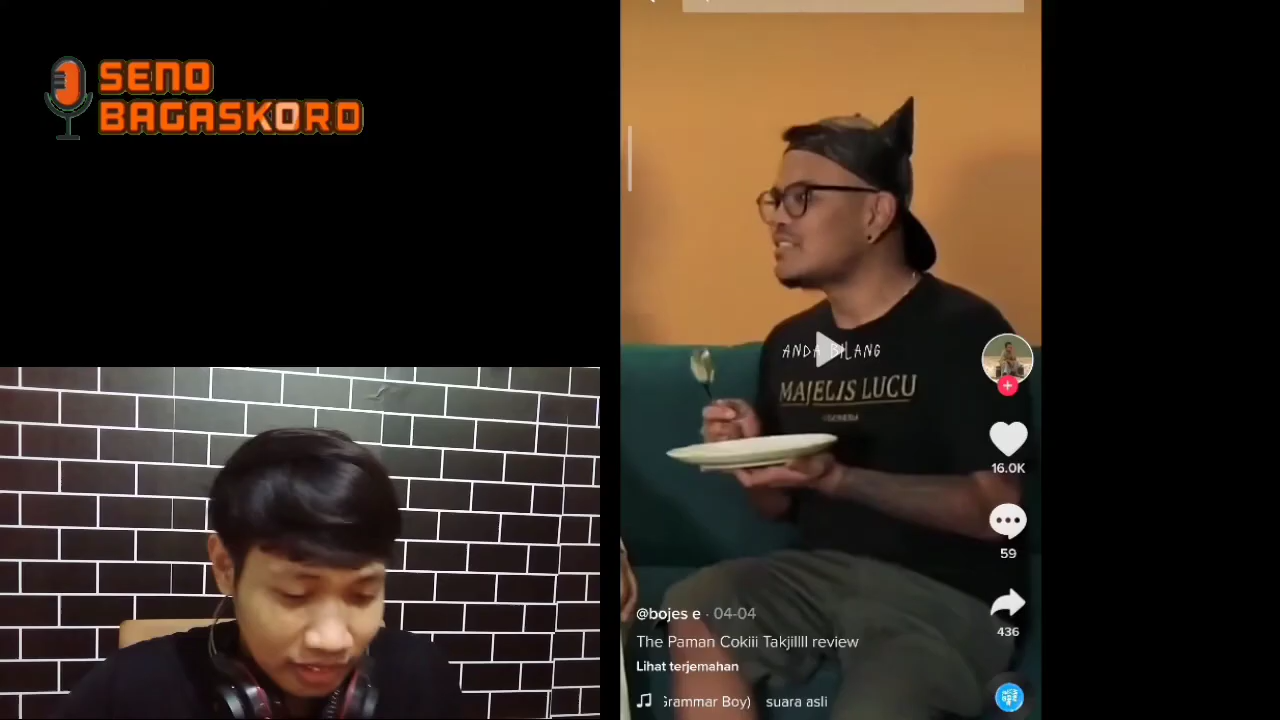 SENO
BAGASKORO
ANDA BILANG
MAJELIS LUCU
16.0K
59
436
@bojes e · 04-04
The Paman Cokiii Takjillll review
Lihat terjemahan
Grammar Boy) suara asli